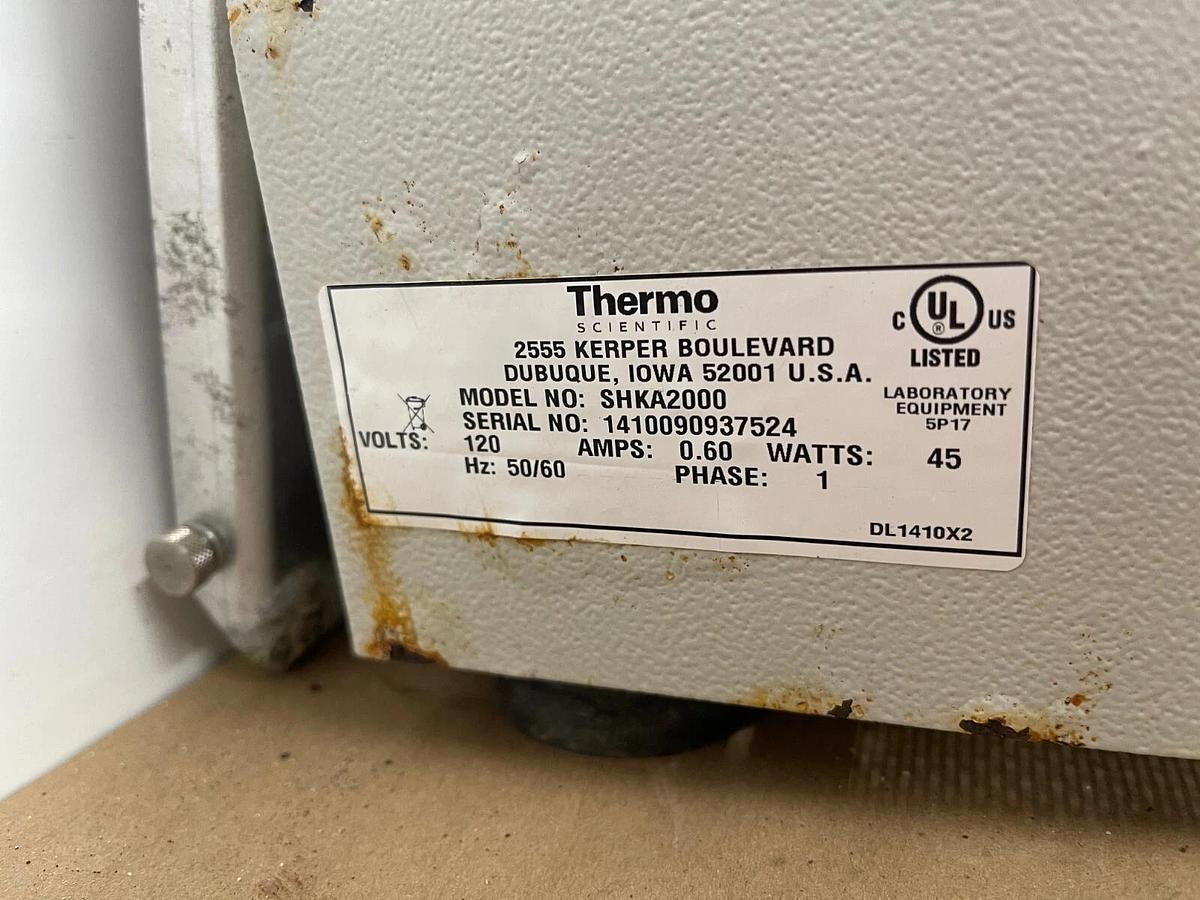 Thermo
SCIENTIFIC
2555 KERPER BOULEVARD
DUBUQUE, IOWA 52001 U.S.A.
MODEL NO: SHKA2000
SERIAL NO: 1410090937524
VOLTS: 120 AMPS: 0.60 WATTS: 45
Hz: 50/60 PHASE: 1
C UL ® US
LISTED
LABORATORY
EQUIPMENT
5P17
DL1410X2